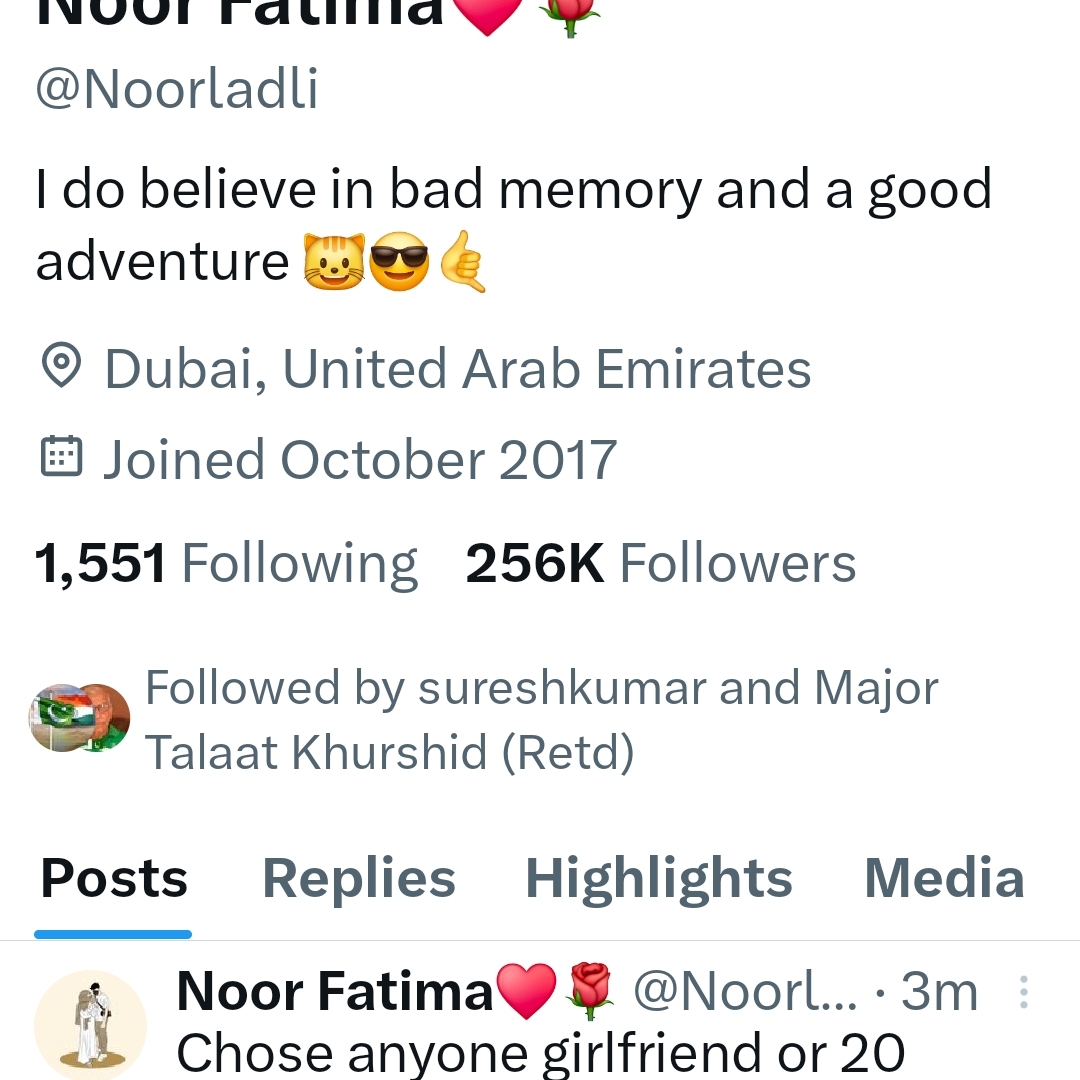 Noor Fatima❤️🌹
@Noorladli
I do believe in bad memory and a good
adventure 😺😎🤙
Dubai, United Arab Emirates
Joined October 2017
1,551 Following 256K Followers
Followed by sureshkumar and Major
Talaat Khurshid (Retd)
Posts Replies Highlights Media
Noor Fatima❤️🌹 @Noorl... · 3m
Chose anyone girlfriend or 20